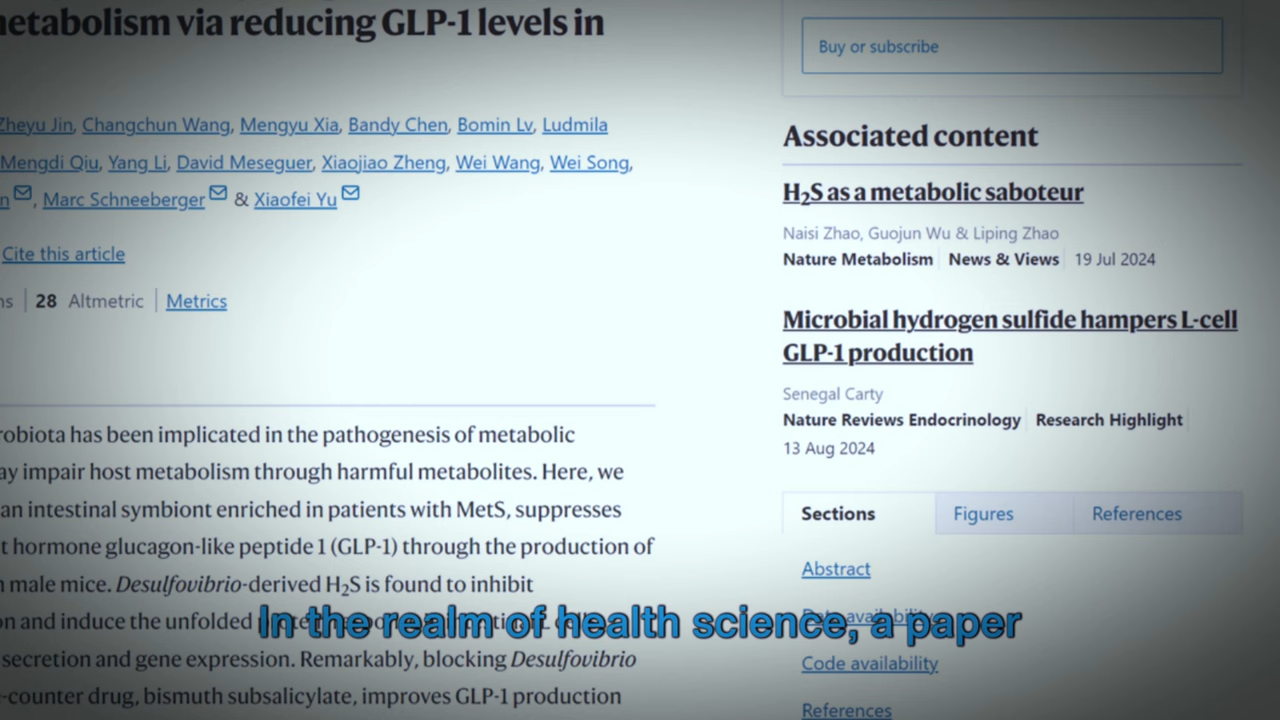 metabolism via reducing GLP-1 levels in
Zheyu Jin, Changchun Wang, Mengyu Xia, Bandy Chen, Bomin Lv, Ludmila
Mengdi Qiu, Yang Li, David Meseguer, Xiaojiao Zheng, Wei Wang, Wei Song,
n, Marc Schneeberger & Xiaofei Yu
Cite this article
ns 28 Altmetric Metrics
robiota has been implicated in the pathogenesis of metabolic
ay impair host metabolism through harmful metabolites. Here, we
an intestinal symbiont enriched in patients with MetS, suppresses
t hormone glucagon-like peptide 1 (GLP-1) through the production of
n male mice. Desulfovibrio-derived H₂S is found to inhibit
on and induce the unfolded
secretion and gene expression. Remarkably, blocking Desulfovibrio
-counter drug, bismuth subsalicylate, improves GLP-1 production
Buy or subscribe
Associated content
H₂S as a metabolic saboteur
Naisi Zhao, Guojun Wu & Liping Zhao
Nature Metabolism News & Views 19 Jul 2024
Microbial hydrogen sulfide hampers L-cell
GLP-1 production
Senegal Carty
Nature Reviews Endocrinology Research Highlight
13 Aug 2024
Sections Figures References
Abstract
Data availability
Code availability
References
In the realm of health science, a paper